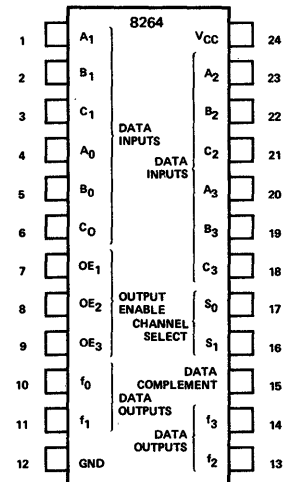 8264
1 A1 VCC 24
2 B1 A2 23
3 C1 B2 22
DATA INPUTS
4 A0 C2 21
DATA INPUTS
5 B0 A3 20
6 CO B3 19
7 OE1 C3 18
8 OE2 OUTPUT ENABLE S0 17
CHANNEL SELECT
9 OE3 S1 16
10 f0 DATA COMPLEMENT 15
DATA OUTPUTS
11 f1 f3 14
DATA OUTPUTS
12 GND f2 13